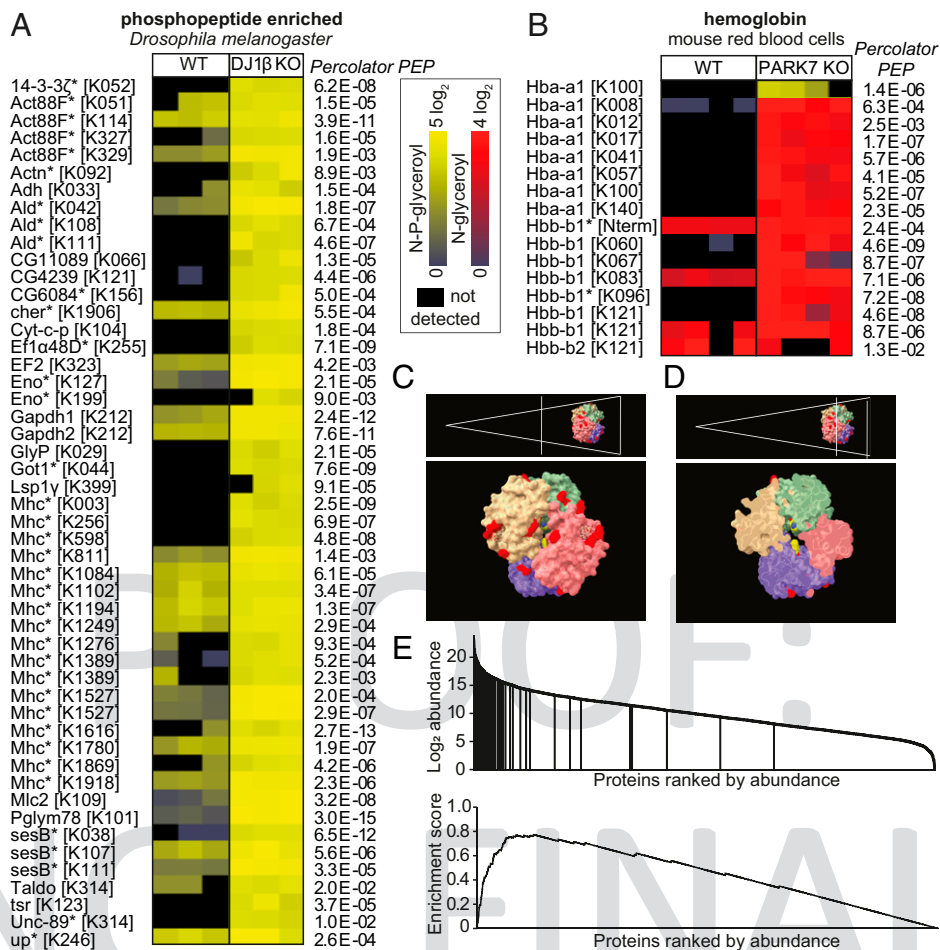 A
phosphopeptide enriched
Drosophila melanogaster
WT DJ1β KO Percolator PEP
14-3-3ζ* [K052] 6.2E-08
Act88F* [K051] 1.5E-05
Act88F* [K114] 3.9E-11
Act88F* [K327] 1.6E-05
Act88F* [K329] 1.9E-03
Actn* [K092] 8.9E-03
Adh [K033] 1.5E-04
Ald* [K042] 1.8E-07
Ald* [K108] 6.7E-04
Ald* [K111] 4.6E-07
CG11089 [K066] 1.3E-05
CG4239 [K121] 4.4E-06
CG6084* [K156] 5.0E-04
cher* [K1906] 5.5E-04
Cyt-c-p [K104] 1.8E-04
Ef1α48D* [K255] 7.1E-09
EF2 [K323] 4.2E-03
Eno* [K127] 2.1E-05
Eno* [K199] 9.0E-03
Gapdh1 [K212] 2.4E-12
Gapdh2 [K212] 7.6E-11
GlyP [K029] 2.1E-05
Got1* [K044] 7.6E-09
Lsp1γ [K399] 9.1E-05
Mhc* [K003] 2.5E-09
Mhc* [K256] 6.9E-07
Mhc* [K598] 4.8E-08
Mhc* [K811] 1.4E-03
Mhc* [K1084] 6.1E-05
Mhc* [K1102] 3.4E-07
Mhc* [K1194] 1.3E-07
Mhc* [K1249] 2.9E-04
Mhc* [K1276] 9.3E-04
Mhc* [K1389] 5.2E-04
Mhc* [K1389] 2.3E-03
Mhc* [K1527] 2.0E-04
Mhc* [K1527] 2.9E-07
Mhc* [K1616] 2.7E-13
Mhc* [K1780] 1.9E-07
Mhc* [K1869] 4.2E-06
Mhc* [K1918] 2.3E-06
Mlc2 [K109] 3.2E-08
Pglym78 [K101] 3.0E-15
sesB* [K038] 6.5E-12
sesB* [K107] 5.6E-06
sesB* [K111] 3.3E-05
Taldo [K314] 2.0E-02
tsr [K123] 3.7E-05
Unc-89* [K314] 1.0E-02
up* [K246] 2.6E-04
N-P-glyceroyl
0 5 log₂
N-glyceroyl
0 4 log₂
not
detected
B
hemoglobin
mouse red blood cells
WT PARK7 KO
Percolator
PEP
Hba-a1 [K100] 1.4E-06
Hba-a1 [K008] 6.3E-04
Hba-a1 [K012] 2.5E-03
Hba-a1 [K017] 1.7E-07
Hba-a1 [K041] 5.7E-06
Hba-a1 [K057] 4.1E-05
Hba-a1 [K100] 5.2E-07
Hba-a1 [K140] 2.3E-05
Hbb-b1* [Nterm] 2.4E-04
Hbb-b1 [K060] 4.6E-09
Hbb-b1 [K067] 8.7E-07
Hbb-b1 [K083] 7.1E-06
Hbb-b1* [K096] 7.2E-08
Hbb-b1 [K121] 4.6E-08
Hbb-b1 [K121] 8.7E-06
Hbb-b2 [K121] 1.3E-02
C
D
E
Log₂ abundance
20
15
10
5
0
Proteins ranked by abundance
Enrichment score
1.0
0.8
0.6
0.4
0.2
0
Proteins ranked by abundance
PROOF:
FINAL